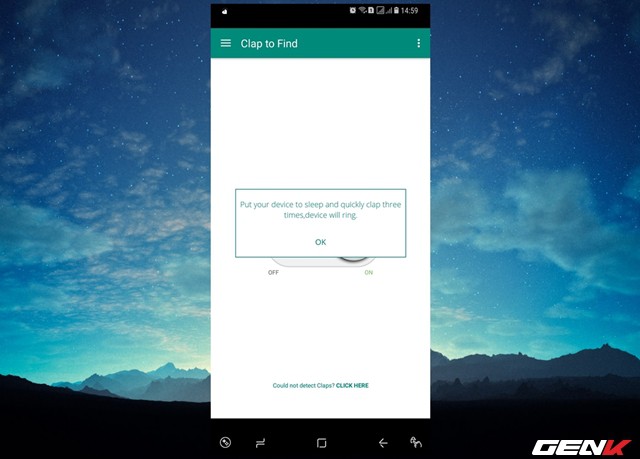 14:59
Clap to Find
Put your device to sleep and quickly clap three
times,device will ring.
OK
OFF
ON
Could not detect Claps? CLICK HERE
GENK